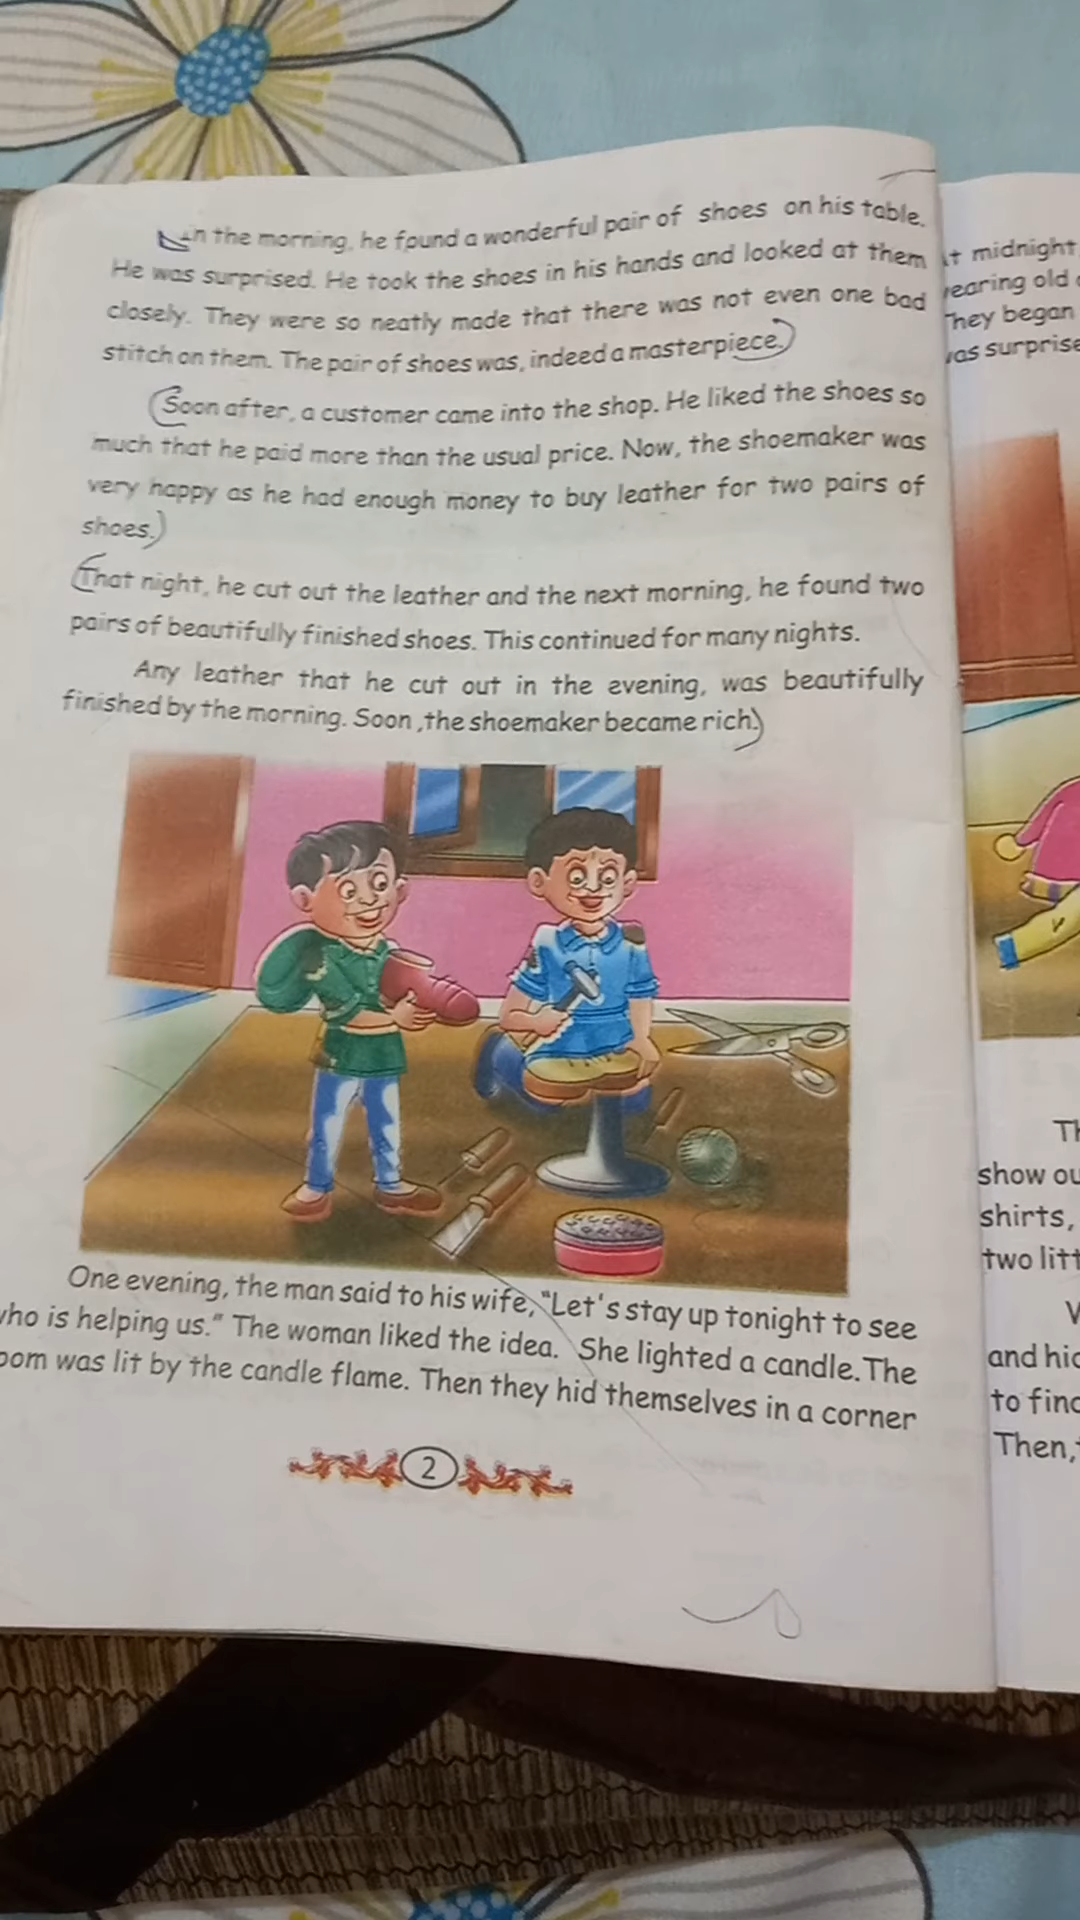 In the morning, he found a wonderful pair of shoes on his table.
He was surprised. He took the shoes in his hands and looked at them
closely. They were so neatly made that there was not even one bad
stitch on them. The pair of shoes was, indeed a masterpiece.
Soon after, a customer came into the shop. He liked the shoes so
much that he paid more than the usual price. Now, the shoemaker was
very happy as he had enough money to buy leather for two pairs of
shoes.
That night, he cut out the leather and the next morning, he found two
pairs of beautifully finished shoes. This continued for many nights.
Any leather that he cut out in the evening, was beautifully
finished by the morning. Soon ,the shoemaker became rich.
One evening, the man said to his wife, "Let's stay up tonight to see
who is helping us." The woman liked the idea. She lighted a candle.The
oom was lit by the candle flame. Then they hid themselves in a corner
2
t midnight
earing old
They began
as surprise
Th
show ou
shirts,
two litt
and hid
to find
Then,